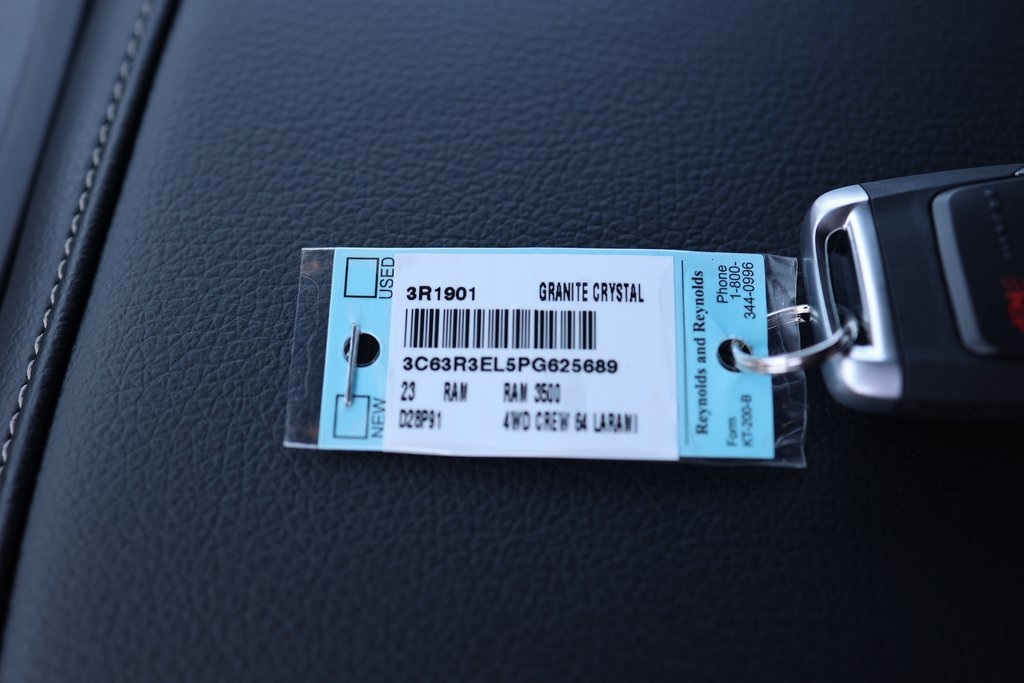 USED
NEW
3R1901 GRANITE CRYSTAL
3C63R3EL5PG625689
23 RAM RAM 3500
D28P91 4WD CREW 64 LARAMI
Reynolds and Reynolds
Phone
1-800-
344-0996
Form
KT-200-B